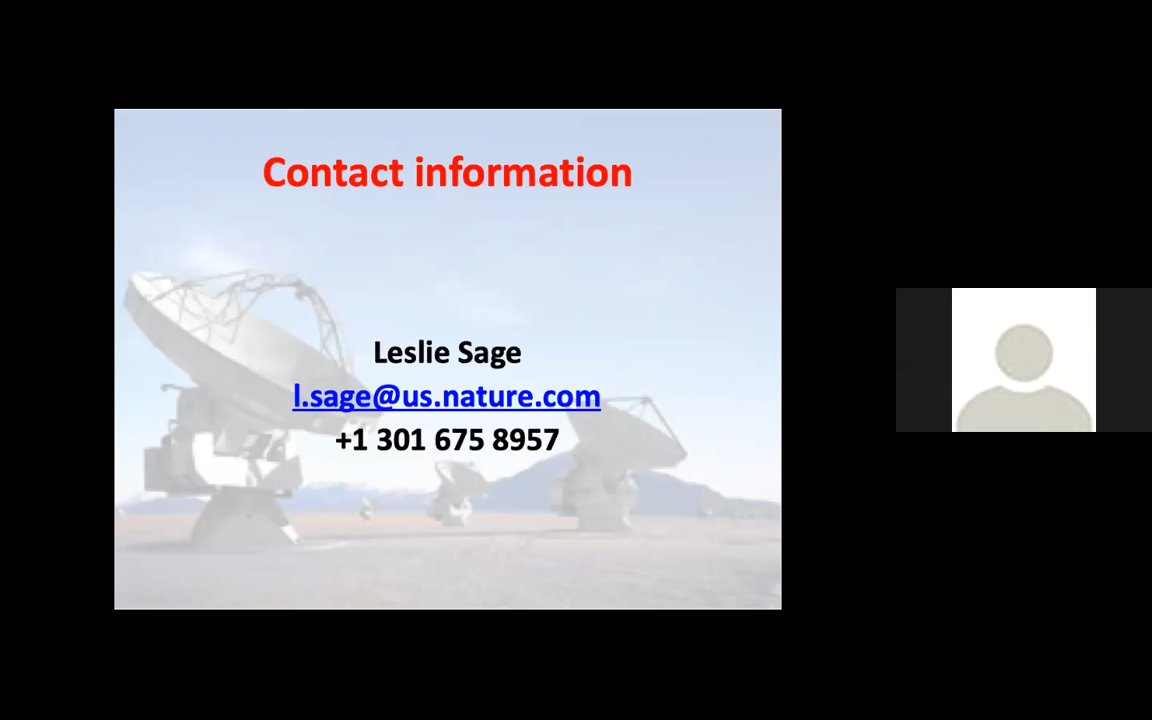 Contact information
Leslie Sage
l.sage@us.nature.com
+1 301 675 8957